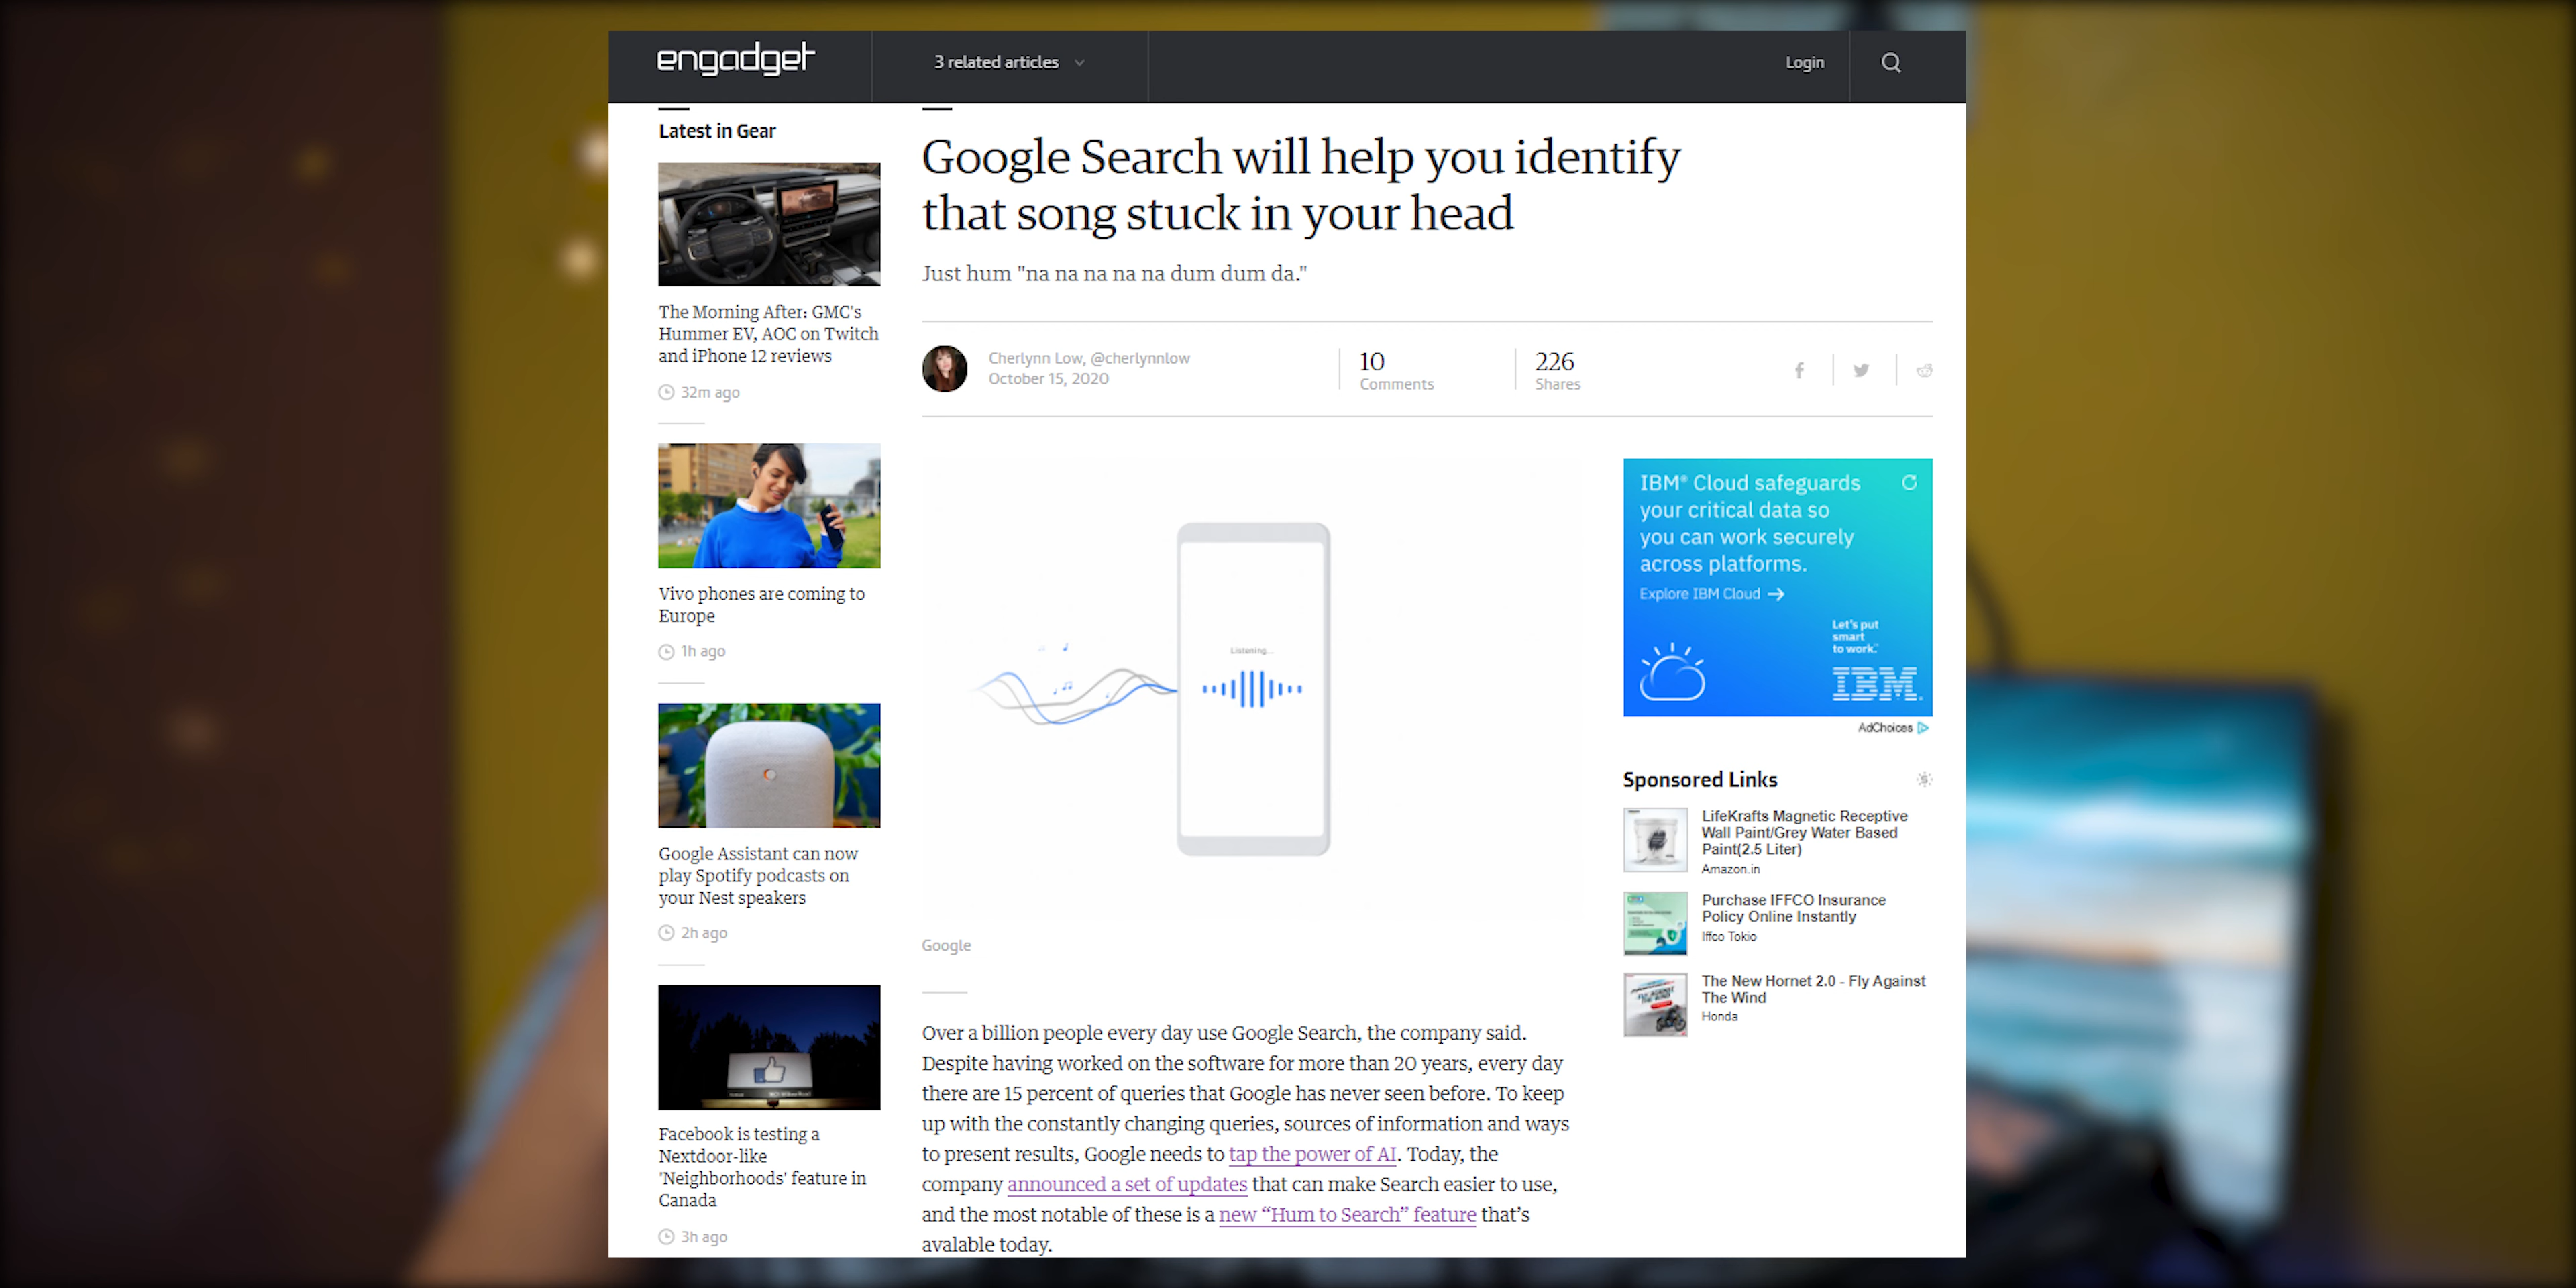 engadget
3 related articles
Login
Latest in Gear
The Morning After: GMC's
Hummer EV, AOC on Twitch
and iPhone 12 reviews
32m ago
Vivo phones are coming to
Europe
1h ago
Google Assistant can now
play Spotify podcasts on
your Nest speakers
2h ago
Facebook is testing a
Nextdoor-like
'Neighborhoods' feature in
Canada
3h ago
Google Search will help you identify
that song stuck in your head
Just hum "na na na na na dum dum da."
Cherlynn Low, @cherlynnlow
October 15, 2020
10
Comments
226
Shares
Listening...
Google
Over a billion people every day use Google Search, the company said.
Despite having worked on the software for more than 20 years, every day
there are 15 percent of queries that Google has never seen before. To keep
up with the constantly changing queries, sources of information and ways
to present results, Google needs to tap the power of AI. Today, the
company announced a set of updates that can make Search easier to use,
and the most notable of these is a new “Hum to Search” feature that’s
avalable today.
IBM® Cloud safeguards
your critical data so
you can work securely
across platforms.
Explore IBM Cloud →
Let's put
smart
to work.™
IBM.
AdChoices
Sponsored Links
LifeKrafts Magnetic Receptive
Wall Paint/Grey Water Based
Paint(2.5 Liter)
Amazon.in
Purchase IFFCO Insurance
Policy Online Instantly
Iffco Tokio
The New Hornet 2.0 - Fly Against
The Wind
Honda